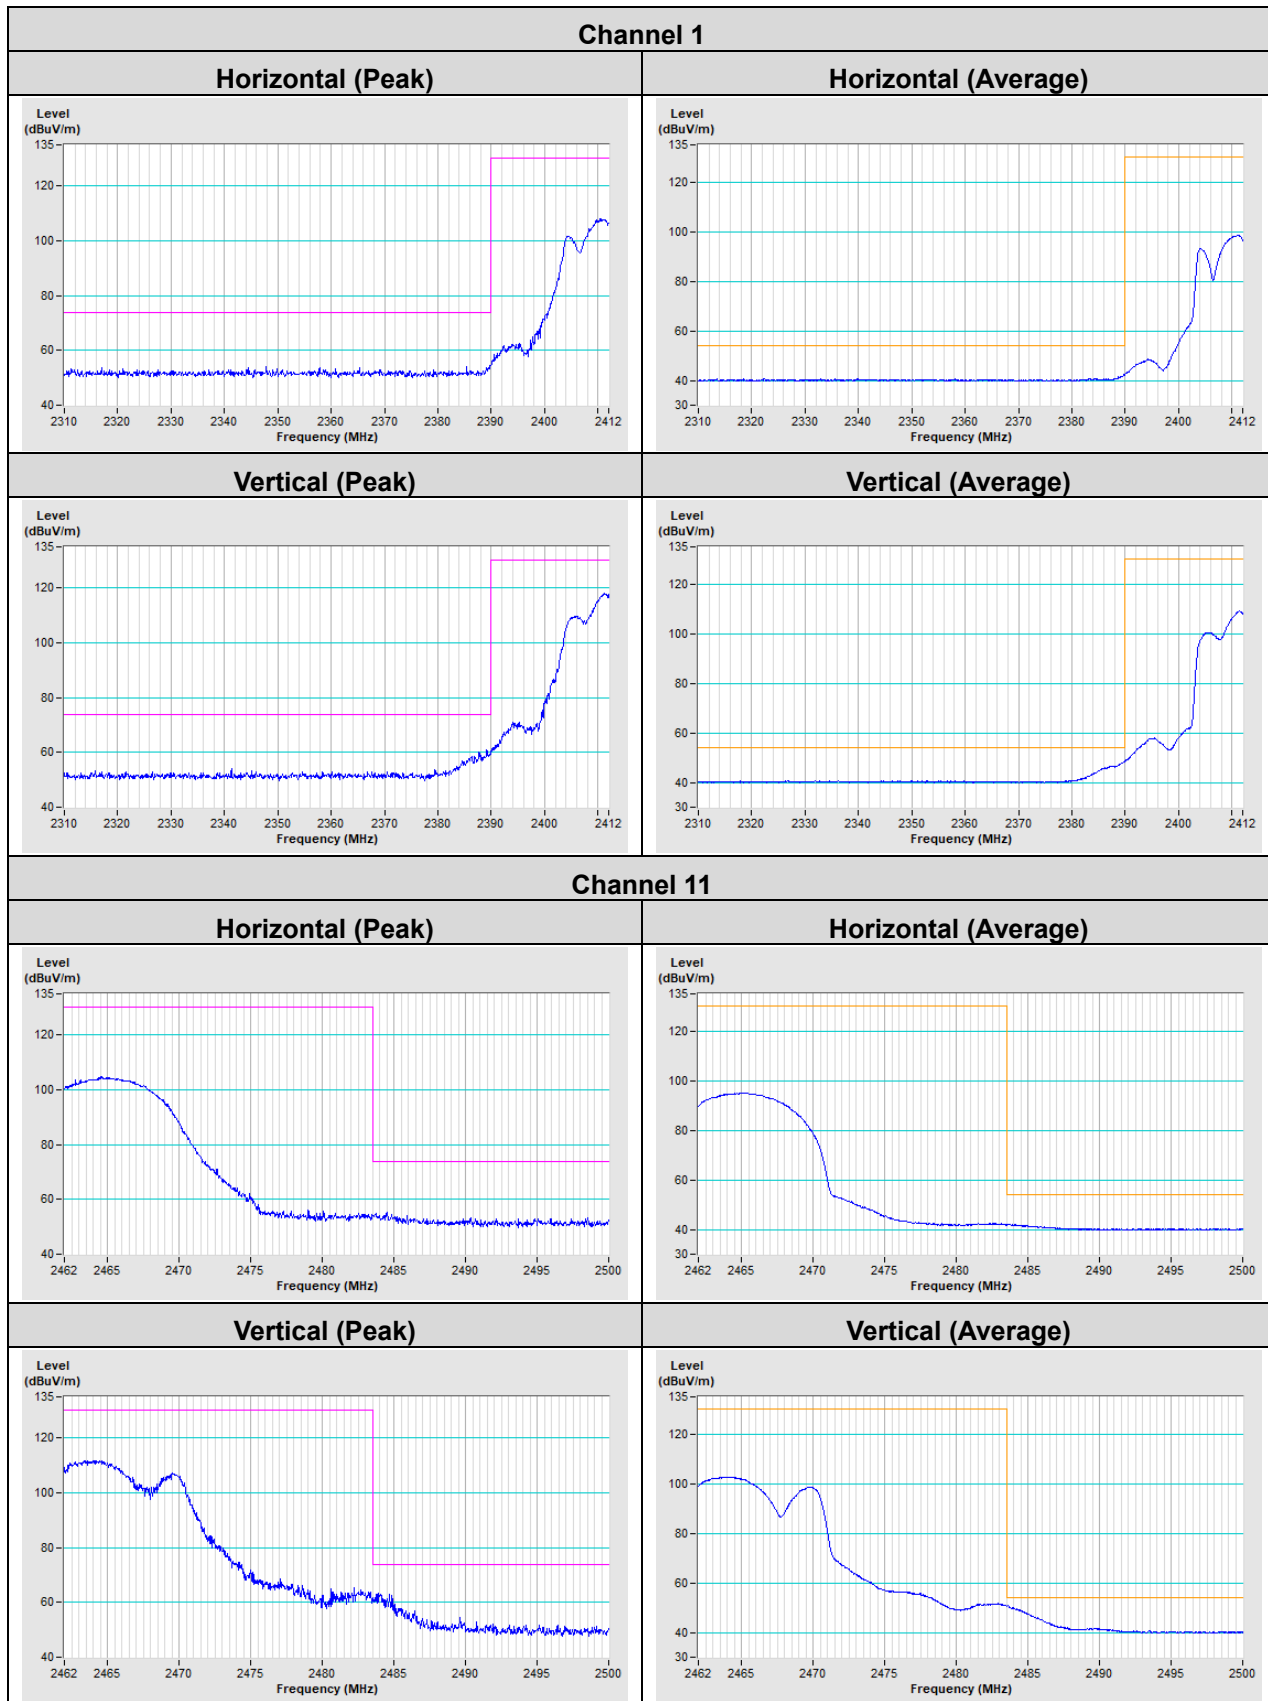 Channel 1
Horizontal (Peak)
Horizontal (Average)
Level
(dBuV/m)
135
120
100
80
60
40
2310 2320 2330 2340 2350 2360 2370 2380 2390 2400 2412
Frequency (MHz)
Level
(dBuV/m)
135
120
100
80
60
40
30
2310 2320 2330 2340 2350 2360 2370 2380 2390 2400 2412
Frequency (MHz)
Vertical (Peak)
Vertical (Average)
Level
(dBuV/m)
135
120
100
80
60
40
2310 2320 2330 2340 2350 2360 2370 2380 2390 2400 2412
Frequency (MHz)
Level
(dBuV/m)
135
120
100
80
60
40
30
2310 2320 2330 2340 2350 2360 2370 2380 2390 2400 2412
Frequency (MHz)
Channel 11
Horizontal (Peak)
Horizontal (Average)
Level
(dBuV/m)
135
120
100
80
60
40
2462 2465 2470 2475 2480 2485 2490 2495 2500
Frequency (MHz)
Level
(dBuV/m)
135
120
100
80
60
40
30
2462 2465 2470 2475 2480 2485 2490 2495 2500
Frequency (MHz)
Vertical (Peak)
Vertical (Average)
Level
(dBuV/m)
135
120
100
80
60
40
2462 2465 2470 2475 2480 2485 2490 2495 2500
Frequency (MHz)
Level
(dBuV/m)
135
120
100
80
60
40
30
2462 2465 2470 2475 2480 2485 2490 2495 2500
Frequency (MHz)